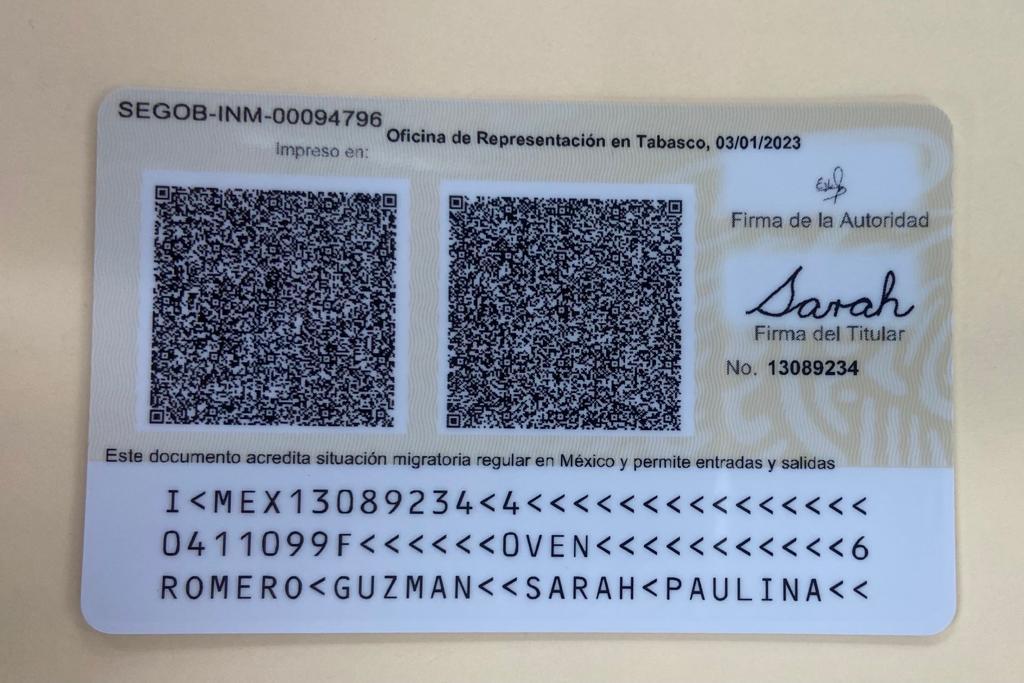 SEGOB-INM-00094796
Impreso en:
Oficina de Representación en Tabasco, 03/01/2023
Firma de la Autoridad
Sarah
Firma del Titular
No. 13089234
Este documento acredita situación migratoria regular en México y permite entradas y salidas
I<MEX13089234<4<<<<<<<<<<<<<<<
0411099F<<<<<<0VEN<<<<<<<<<<<6
ROMERO<GUZMAN<<SARAH<PAULINA<<